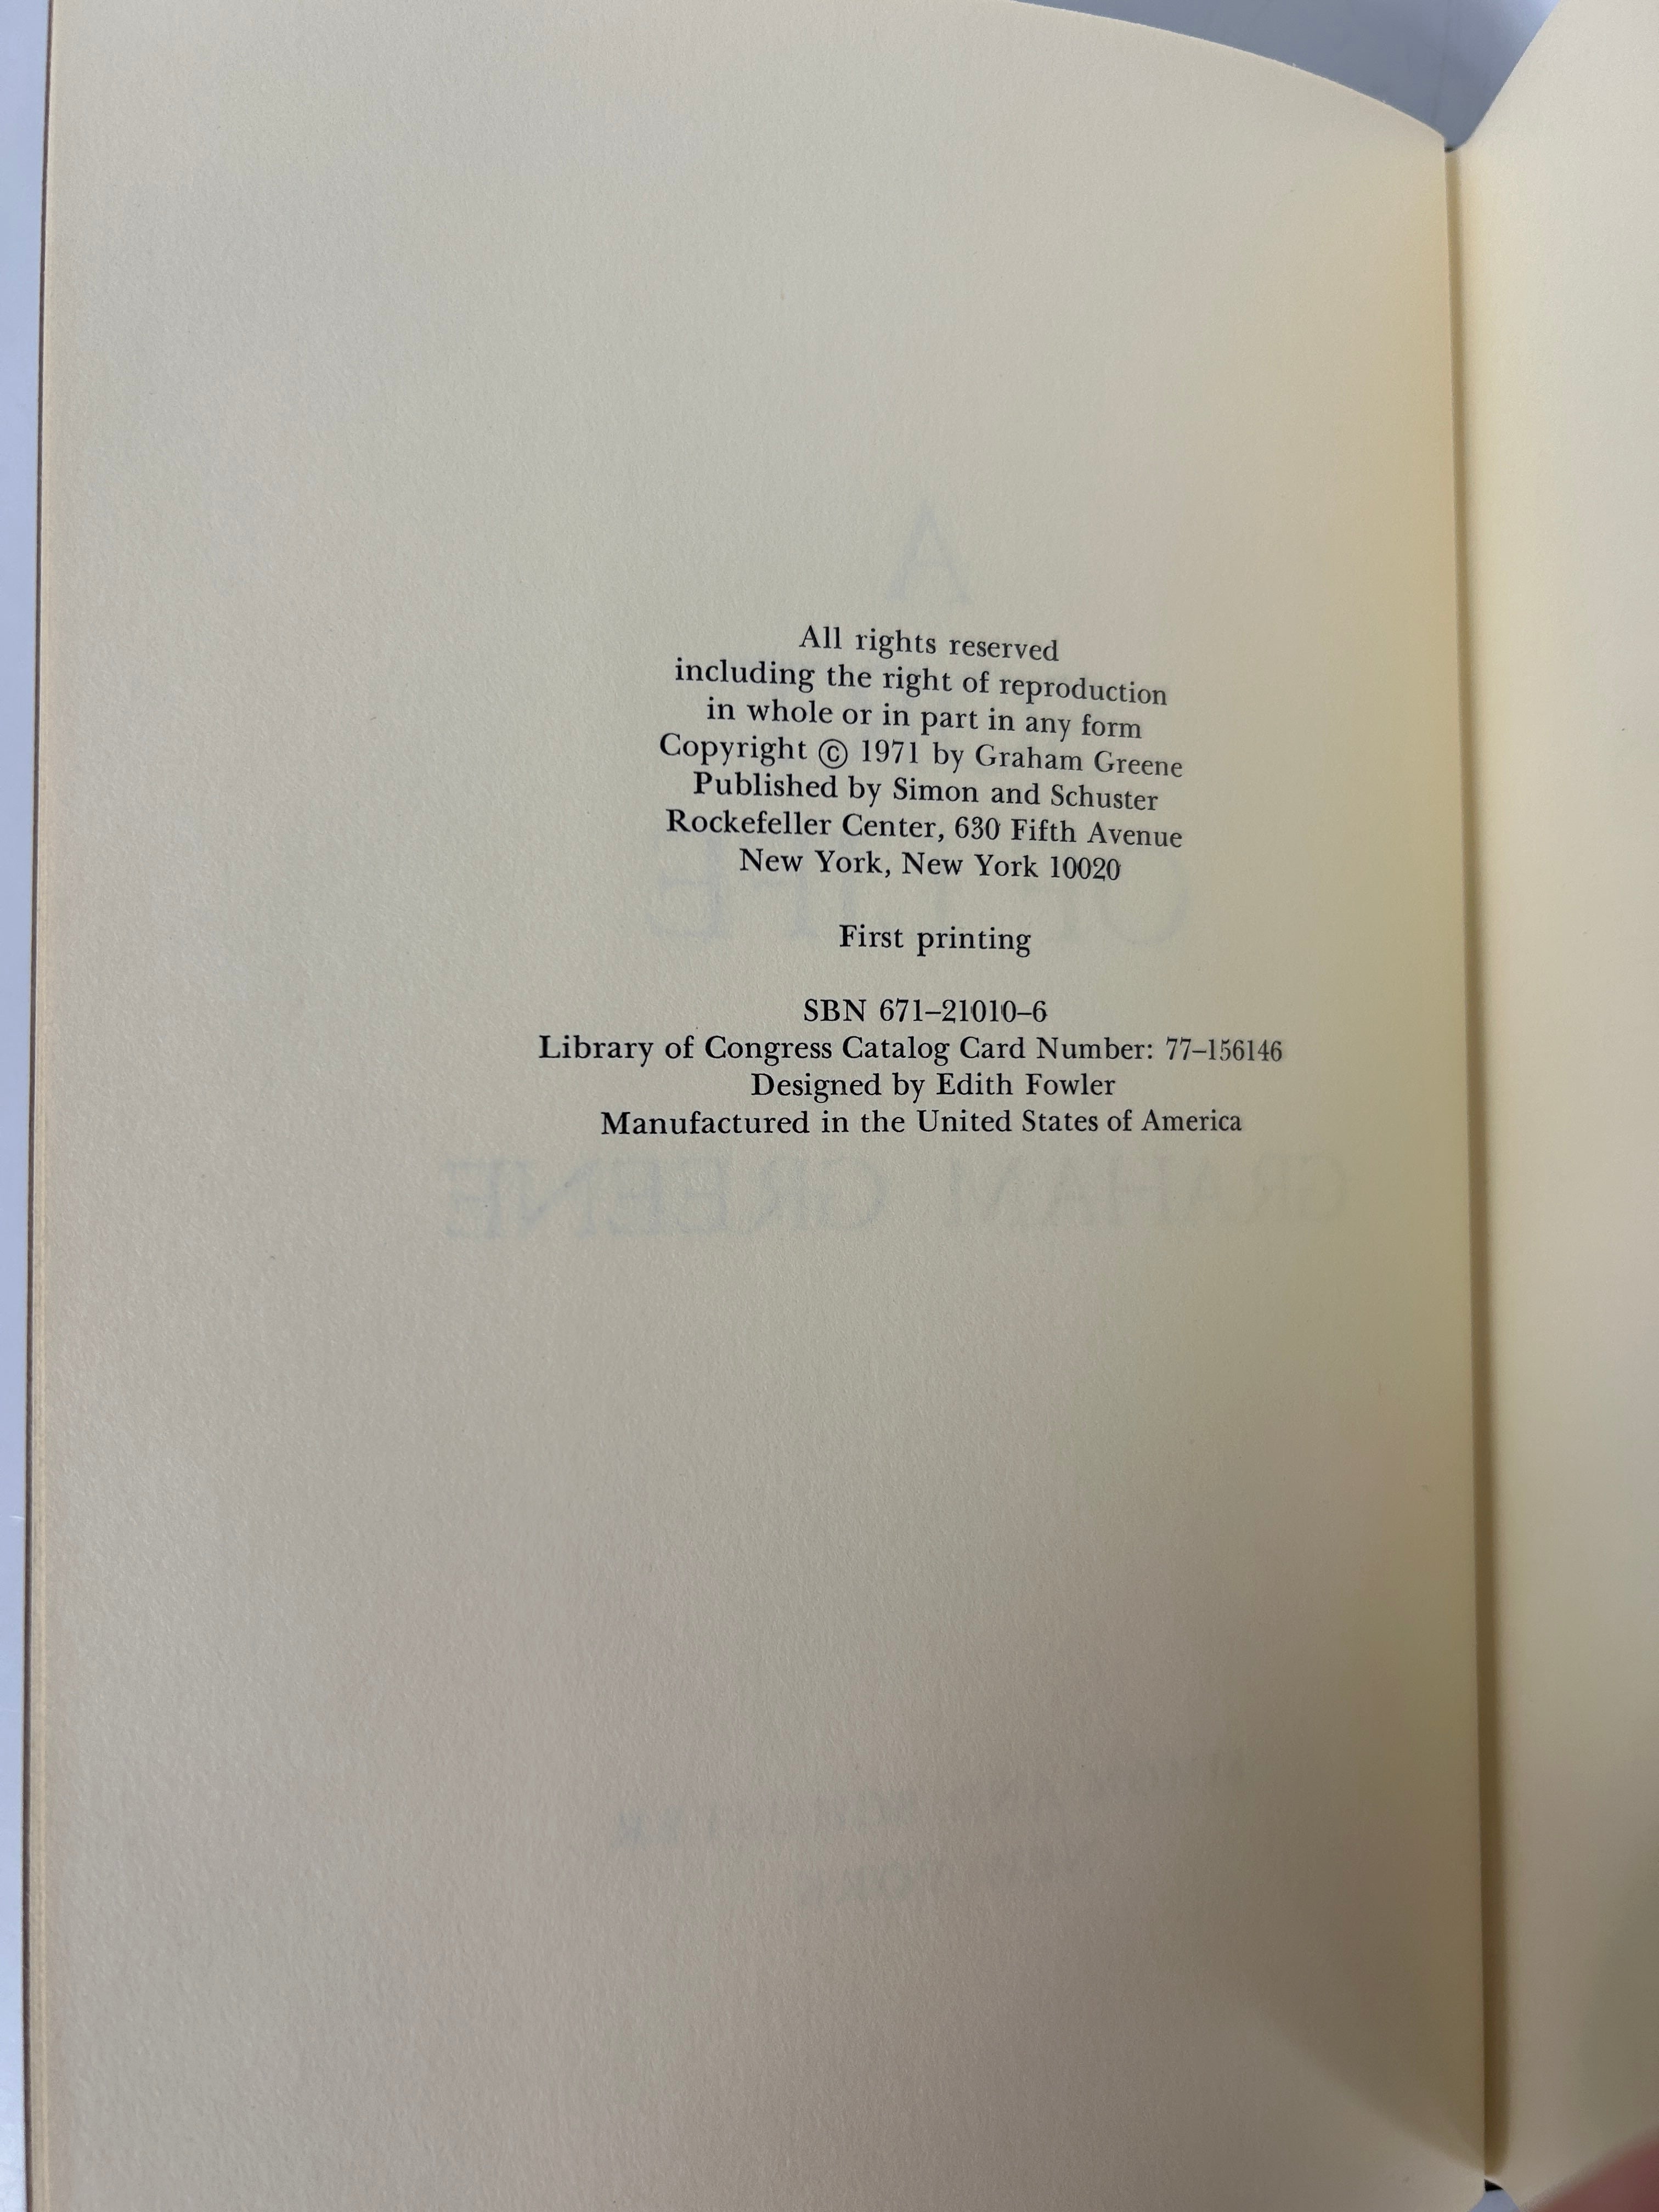 All rights reserved
including the right of reproduction
in whole or in part in any form
Copyright © 1971 by Graham Greene
Published by Simon and Schuster
Rockefeller Center, 630 Fifth Avenue
New York, New York 10020
First printing
SBN 671–21010–6
Library of Congress Catalog Card Number: 77–156146
Designed by Edith Fowler
Manufactured in the United States of America